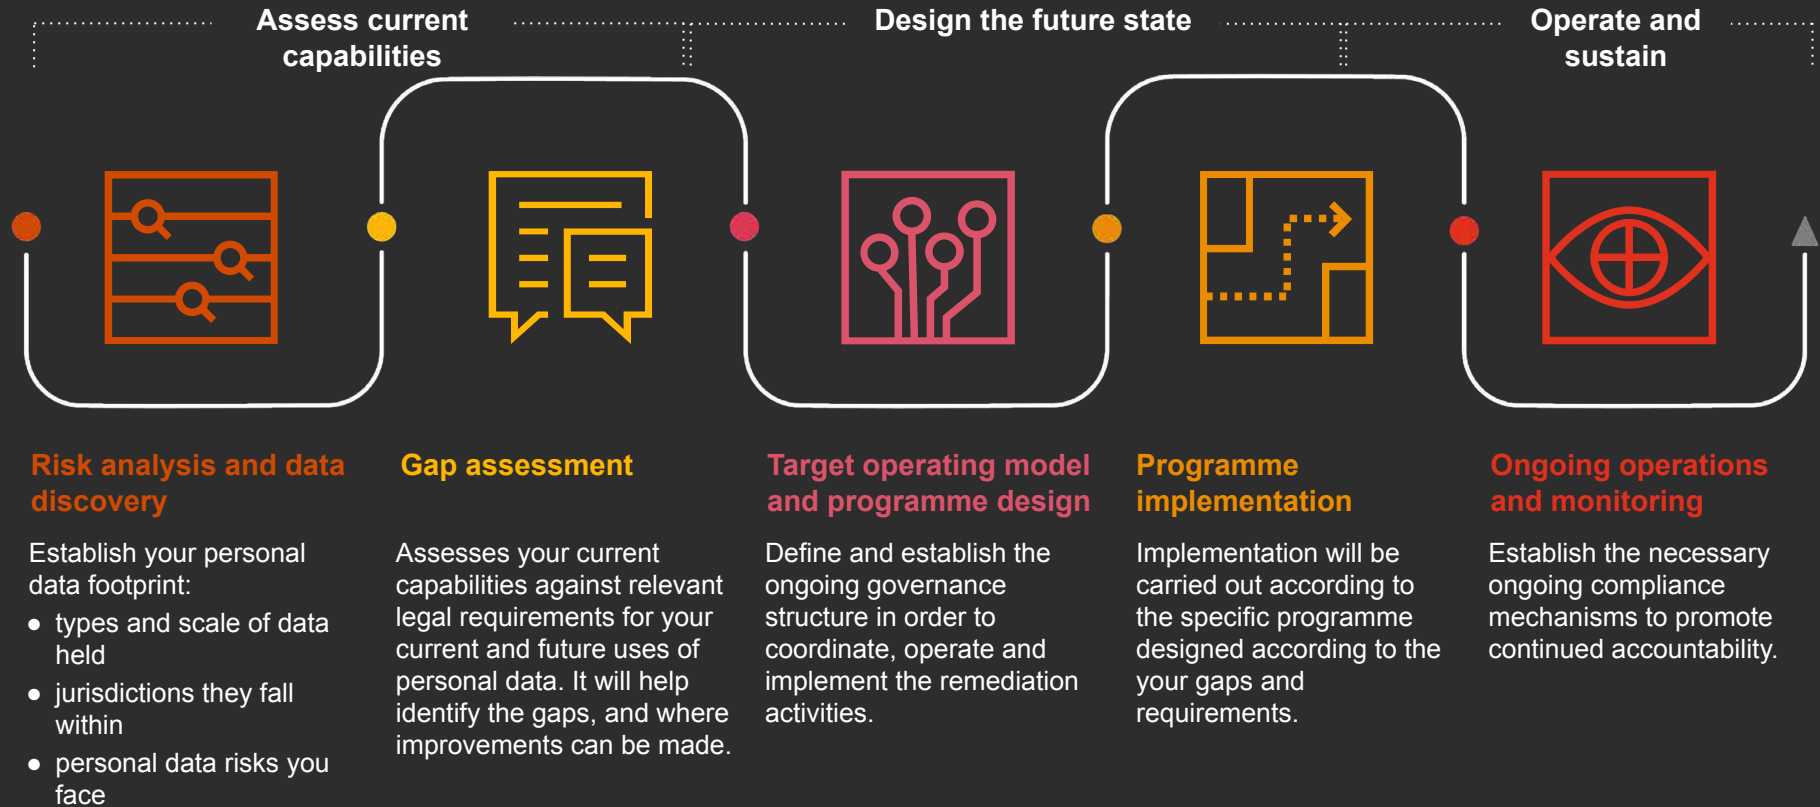 Assess current
capabilities
Design the future state
Operate and
sustain
Risk analysis and data
discovery
Establish your personal
data footprint:
● types and scale of data
held
● jurisdictions they fall
within
● personal data risks you
face
Gap assessment
Assesses your current
capabilities against relevant
legal requirements for your
current and future uses of
personal data. It will help
identify the gaps, and where
improvements can be made.
Target operating model
and programme design
Define and establish the
ongoing governance
structure in order to
coordinate, operate and
implement the remediation
activities.
Programme
implementation
Implementation will be
carried out according to
the specific programme
designed according to the
your gaps and
requirements.
Ongoing operations
and monitoring
Establish the necessary
ongoing compliance
mechanisms to promote
continued accountability.